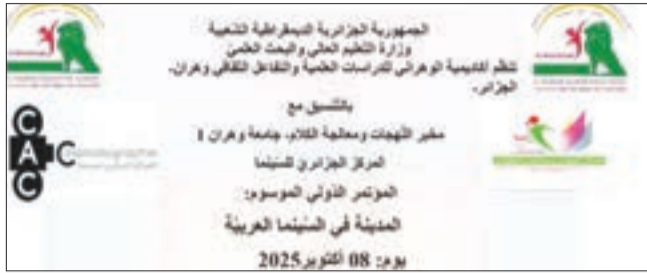 الجمهورية الجزائرية الديمقراطية الشعبية
وزارة التعليم العالي والبحث العلمي
تنظم أكاديمية الوهراني للدراسات العلمية والتفاعل الثقافي وهران۔
الجزائر۔
بالتنسيق مع
مخبر اللهجات ومعالجة الكلام، جامعة وهران 1
المركز الجزائري للسينما
المؤتمر الدولي الموسوم:
المدينة في السينما العربية
يوم: 08 أكتوبر2025
CAC